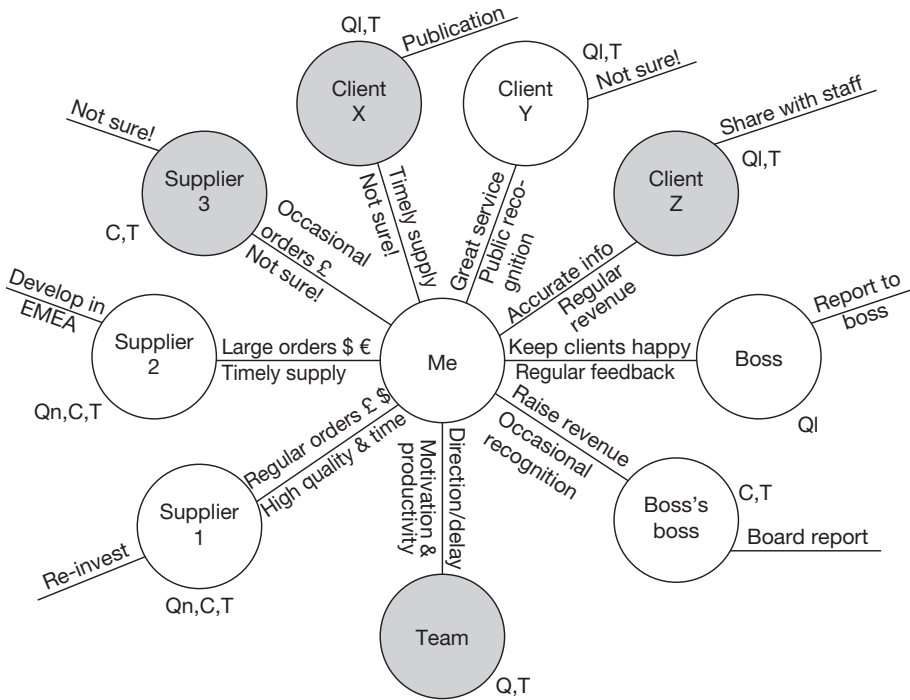 Ql,T
Publication
Client
X
Timely supply
Not sure!
Ql,T
Not sure!
Client
Y
Great service
Public reco-
gnition
Share with staff
Ql,T
Client
Z
Accurate info
Regular
revenue
Not sure!
Supplier
3
C,T
Occasional
orders £
Not sure!
Develop in
EMEA
Supplier
2
Qn,C,T
Large orders $ €
Timely supply
Me
Keep clients happy
Regular feedback
Boss
Report to
boss
Ql
Regular orders £ $
High quality & time
Supplier
1
Re-invest
Qn,C,T
Direction/delay
Motivation &
productivity
Team
Q,T
Raise revenue
Occasional
recognition
Boss's
boss
C,T
Board report